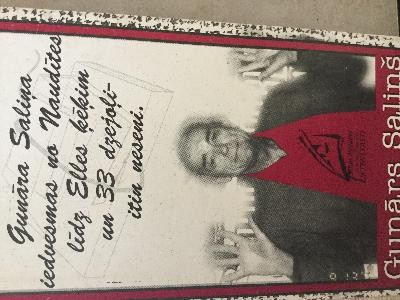 Gunāra Saliņa
iedvesmas no Naudītes
līdz Elles ķēķim
un 33 dzejoļi-
itin neseni.
Gunārs Saliņš